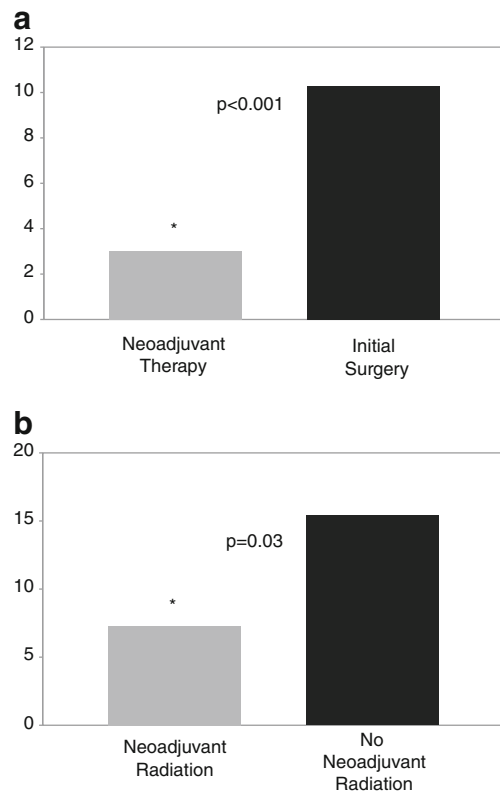 a
12
10
8
6
4
2
0
p<0.001
*
Neoadjuvant
Therapy
Initial
Surgery
b
20
15
10
5
0
p=0.03
*
Neoadjuvant
Radiation
No
Neoadjuvant
Radiation